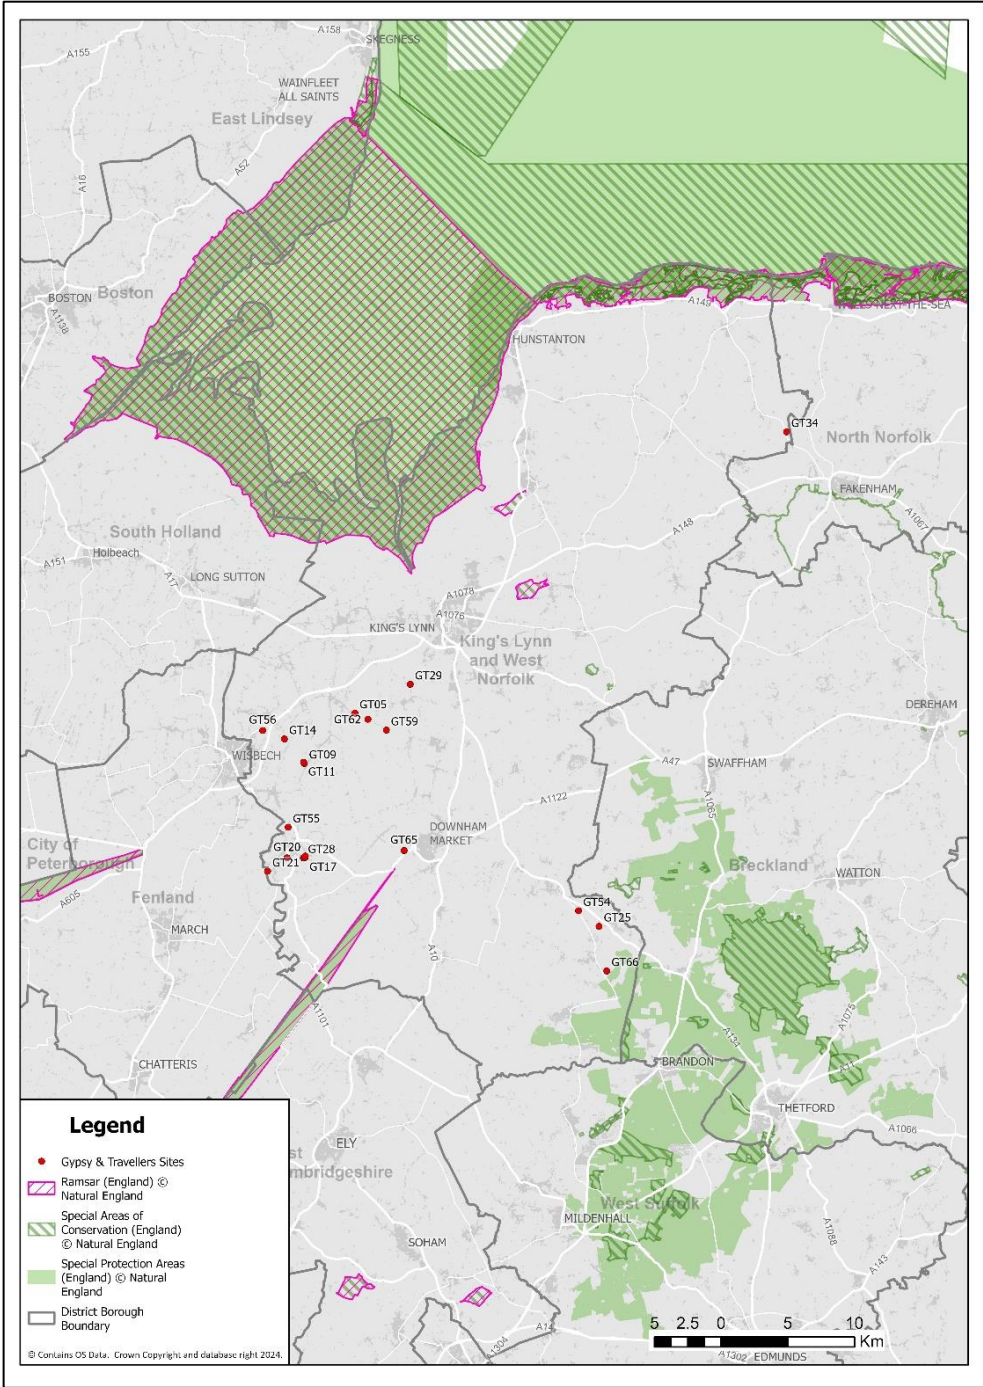 A158
SKEGNESS
A155
WAINFLEET
ALL SAINTS
East Lindsey
A52
A16
Boston
BOSTON
A1138
A149
WELLS-NEXT-THE-SEA
HUNSTANTON
GT34
North Norfolk
FAKENHAM
A1067
A148
South Holland
Holbeach
A151
A17
LONG SUTTON
A1078
A1076
KING'S LYNN
King's Lynn
and West
Norfolk
GT29
GT05
GT62
GT59
GT56
GT14
WISBECH
GT09
GT11
DEREHAM
A47
SWAFFHAM
A1065
A1122
GT55
DOWNHAM
MARKET
GT65
GT20
GT28
GT21
GT17
City of
Peterborough
A605
Fenland
MARCH
Breckland
WATTON
GT54
GT25
A10
GT66
A1101
A1075
A134
A11
CHATTERIS
BRANDON
THETFORD
A1066
ELY
st
mbridgeshire
West Suffolk
MILDENHALL
A1088
SOHAM
A143
A14
A1304
A1302
EDMUNDS
Legend
Gypsy & Travellers Sites
Ramsar (England) ©
Natural England
Special Areas of
Conservation (England)
© Natural England
Special Protection Areas
(England) © Natural
England
District Borough
Boundary
© Contains OS Data. Crown Copyright and database right 2024.
5 2.5 0 5 10
Km